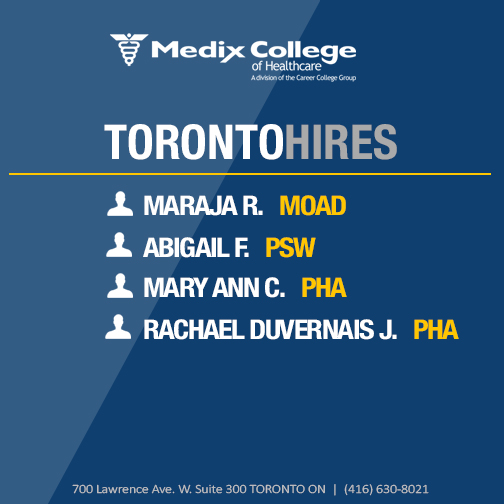 Medix College
of Healthcare
A division of the Career College Group
TORONTOHIRES
MARAJA R. MOAD
ABIGAIL F. PSW
MARY ANN C. PHA
RACHAEL DUVERNAIS J. PHA
700 Lawrence Ave. W. Suite 300 TORONTO ON | (416) 630-8021